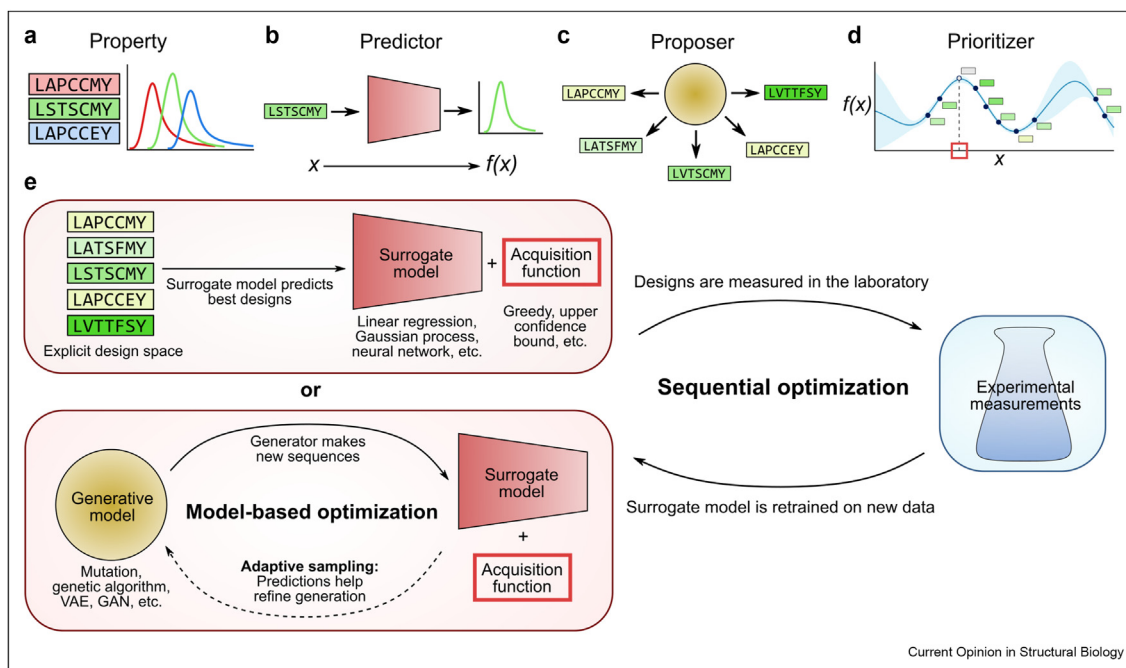 a
Property
LAPCCMY
LSTSCMY
LAPCCEY
b
Predictor
LSTSCMY
x
f(x)
c
Proposer
LAPCCMY
LVTTFSY
LATSFMY
LAPCCEY
LVTSCMY
d
Prioritizer
f(x)
x
e
LAPCCMY
LATSFMY
LSTSCMY
LAPCCEY
LVTTFSY
Explicit design space
Surrogate model predicts
best designs
Surrogate
model
Linear regression,
Gaussian process,
neural network, etc.
+
Acquisition
function
Greedy, upper
confidence
bound, etc.
or
Generative
model
Mutation,
genetic algorithm,
VAE, GAN, etc.
Generator makes
new sequences
Model-based optimization
Adaptive sampling:
Predictions help
refine generation
Surrogate
model
+
Acquisition
function
Designs are measured in the laboratory
Sequential optimization
Experimental
measurements
Surrogate model is retrained on new data
Current Opinion in Structural Biology